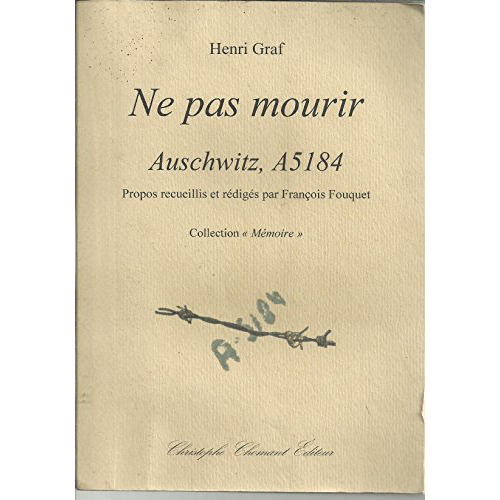 Henri Graf
Ne pas mourir
Auschwitz, A5184
Propos recueillis et rédigés par François Fouquet
Collection « Mémoire »
A-5184
Christophe Chomant Editeur